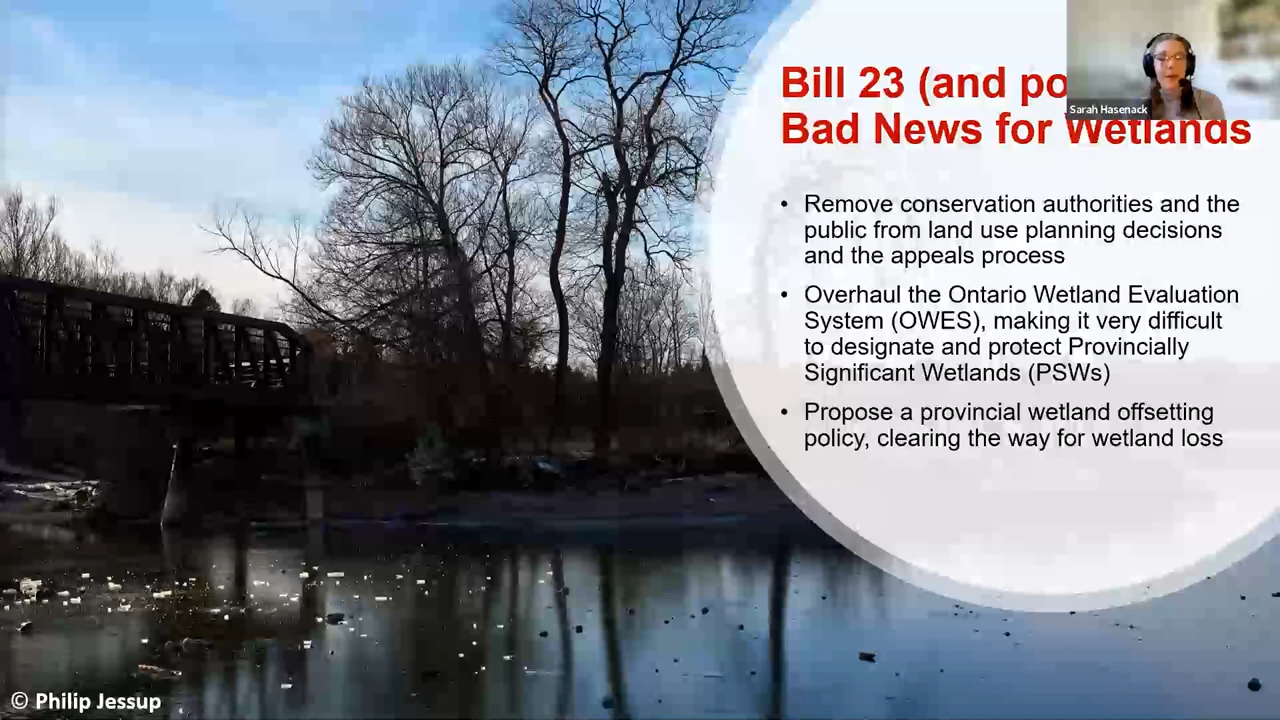 Bill 23 (and po
Bad News for Wetlands
Sarah Hasenack
• Remove conservation authorities and the
public from land use planning decisions
and the appeals process
• Overhaul the Ontario Wetland Evaluation
System (OWES), making it very difficult
to designate and protect Provincially
Significant Wetlands (PSWs)
• Propose a provincial wetland offsetting
policy, clearing the way for wetland loss
© Philip Jessup